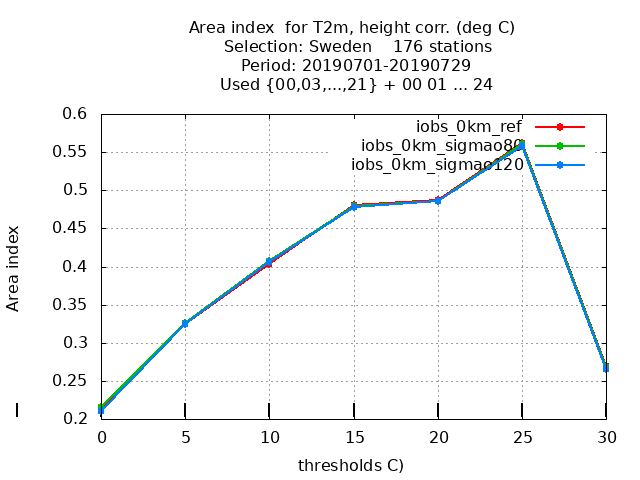 Area index  for T2m, height corr. (deg C)
Selection: Sweden    176 stations
Period: 20190701-20190729
Used {00,03,...,21} + 00 01 ... 24
iobs_0km_ref
iobs_0km_sigmao80
iobs_0km_sigmao120
Area index
0.6
0.55
0.5
0.45
0.4
0.35
0.3
0.25
0.2
0 5 10 15 20 25 30
thresholds C)